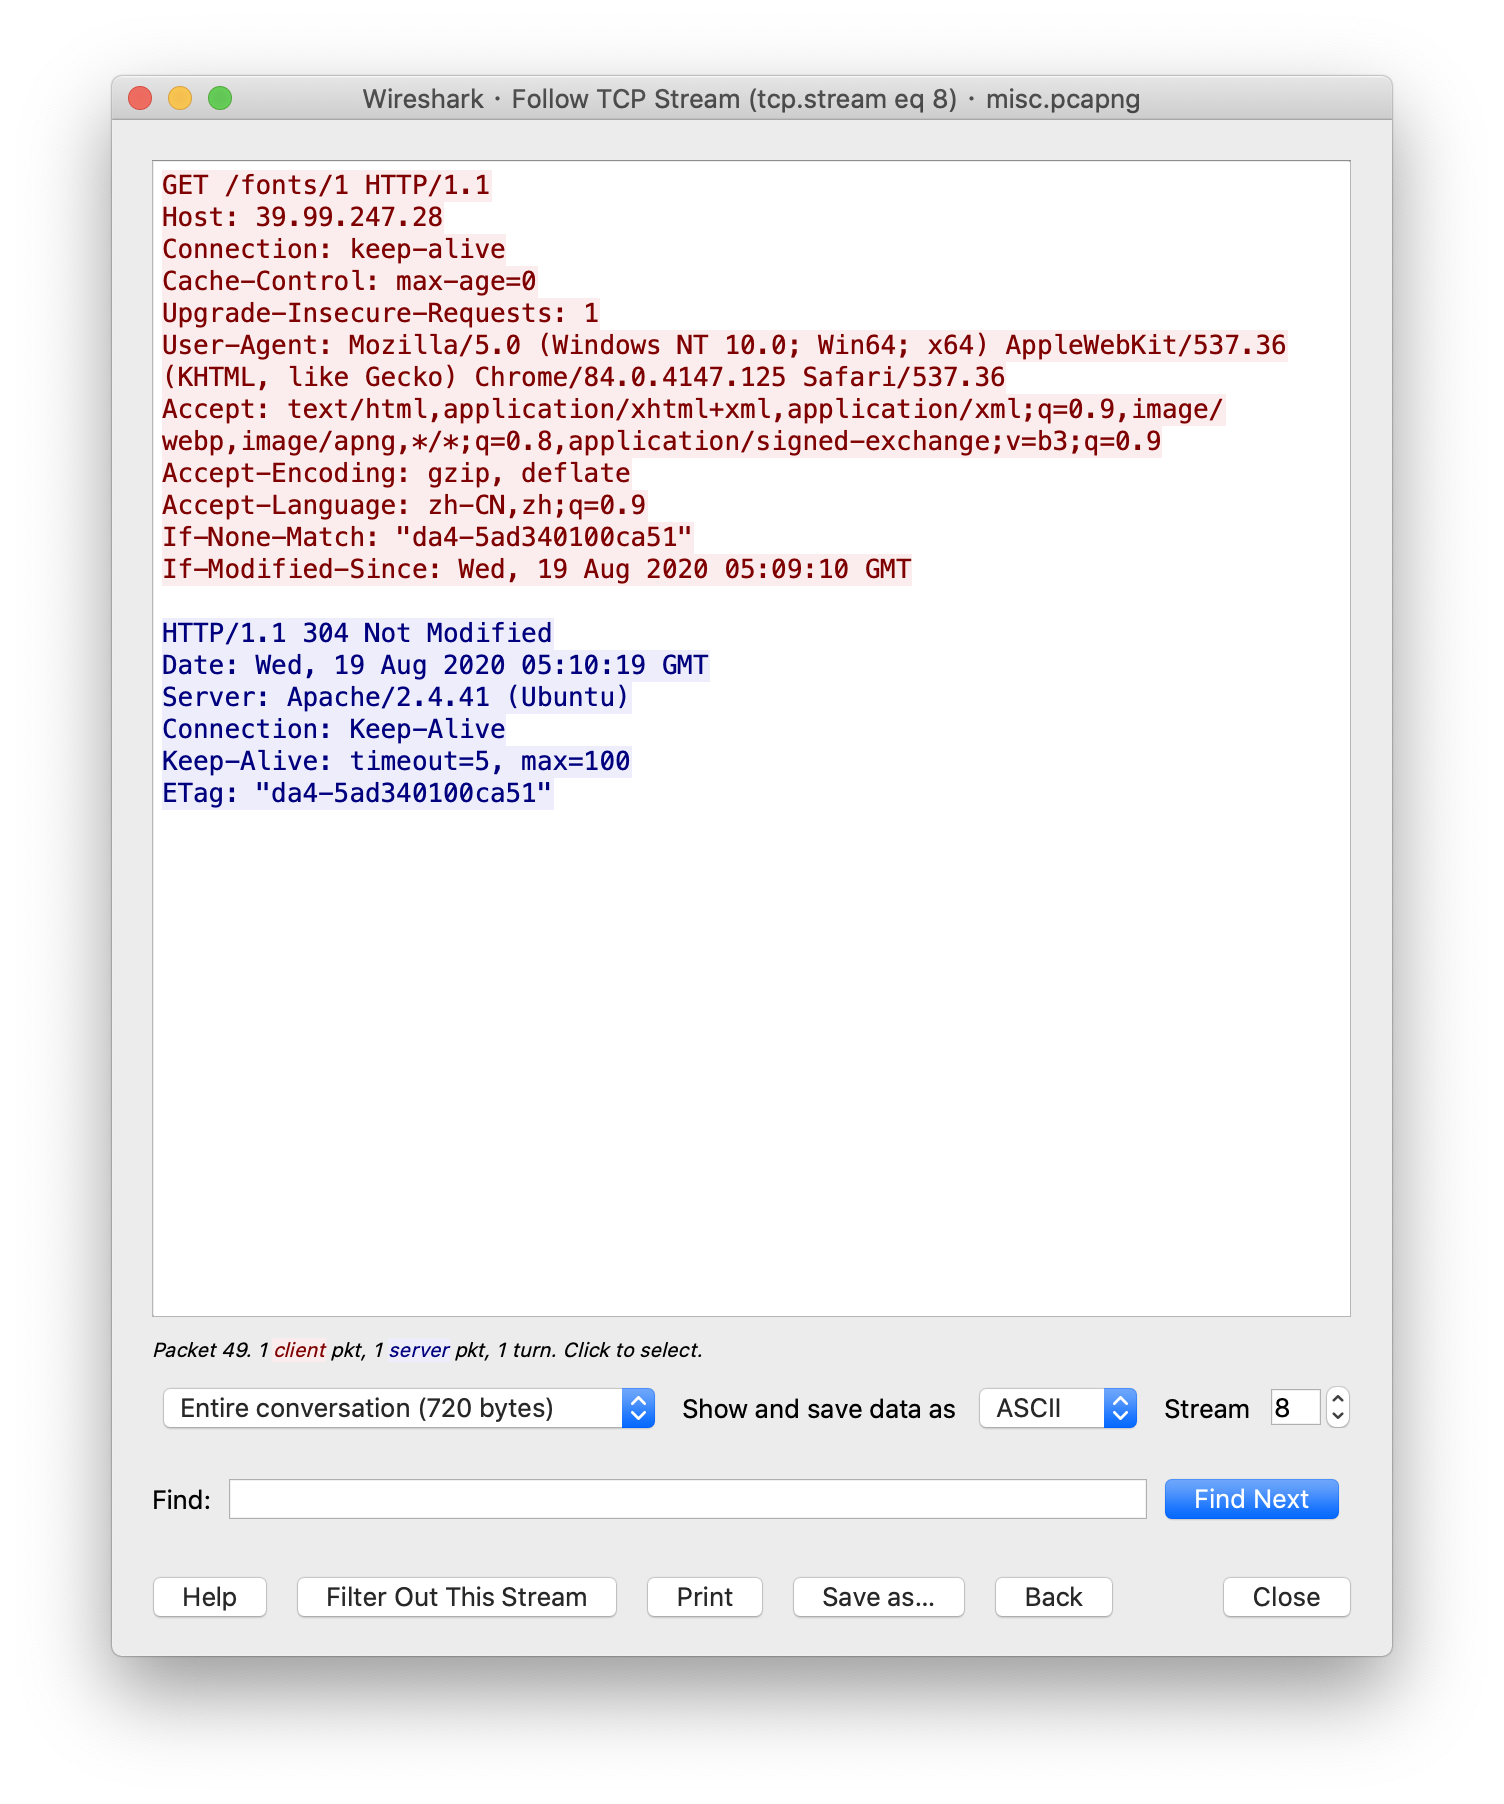 Wireshark · Follow TCP Stream (tcp.stream eq 8) · misc.pcapng
GET /fonts/1 HTTP/1.1
Host: 39.99.247.28
Connection: keep-alive
Cache-Control: max-age=0
Upgrade-Insecure-Requests: 1
User-Agent: Mozilla/5.0 (Windows NT 10.0; Win64; x64) AppleWebKit/537.36
(KHTML, like Gecko) Chrome/84.0.4147.125 Safari/537.36
Accept: text/html,application/xhtml+xml,application/xml;q=0.9,image/
webp,image/apng,*/*;q=0.8,application/signed-exchange;v=b3;q=0.9
Accept-Encoding: gzip, deflate
Accept-Language: zh-CN,zh;q=0.9
If-None-Match: "da4-5ad340100ca51"
If-Modified-Since: Wed, 19 Aug 2020 05:09:10 GMT
HTTP/1.1 304 Not Modified
Date: Wed, 19 Aug 2020 05:10:19 GMT
Server: Apache/2.4.41 (Ubuntu)
Connection: Keep-Alive
Keep-Alive: timeout=5, max=100
ETag: "da4-5ad340100ca51"
Packet 49. 1 client pkt, 1 server pkt, 1 turn. Click to select.
Entire conversation (720 bytes) Show and save data as ASCII Stream 8
Find: Find Next
Help Filter Out This Stream Print Save as... Back Close